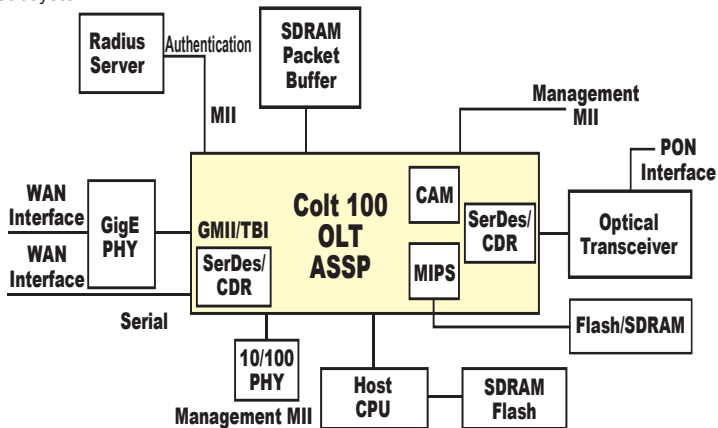 Radius
Server
Authentication
MII
SDRAM
Packet
Buffer
Management
MII
PON
Interface
WAN
Interface
GigE
PHY
WAN
Interface
GMII/TBI
SerDes/
CDR
Serial
Colt 100
OLT
ASSP
CAM
SerDes/
CDR
MIPS
Optical
Transceiver
Flash/SDRAM
10/100
PHY
Management MII
Host
CPU
SDRAM
Flash